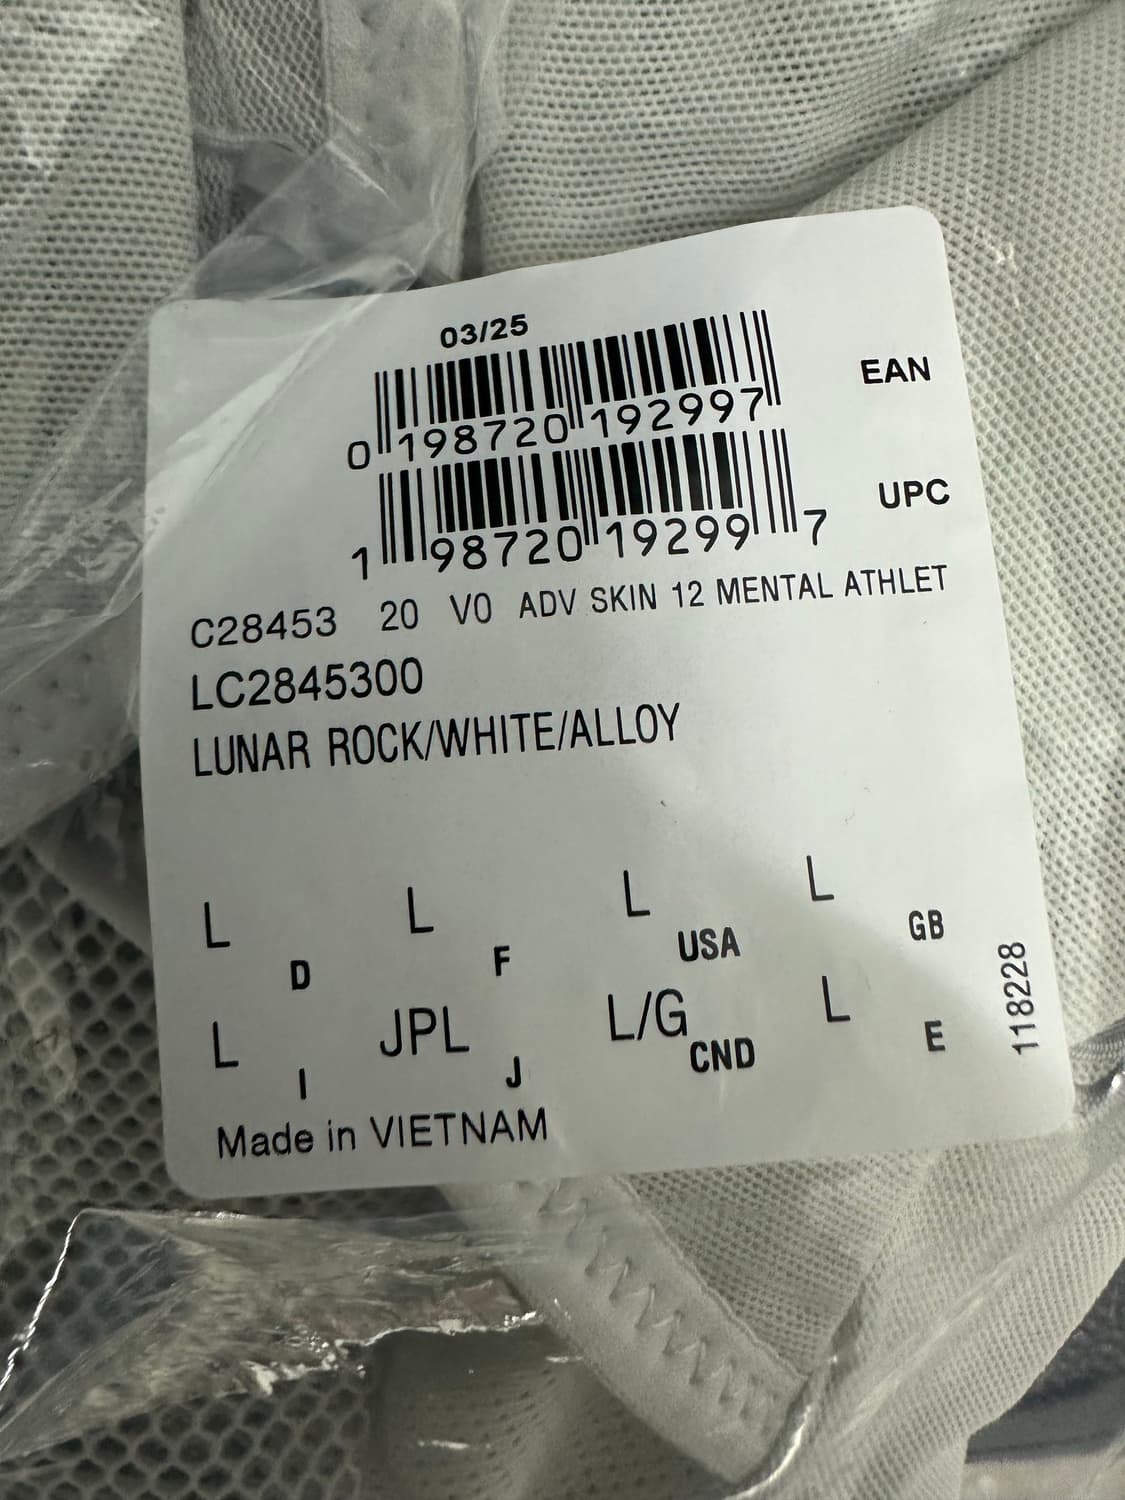 03/25
0 198720 192997
EAN
1 98720 19299 7
UPC
C28453 20 V0 ADV SKIN 12 MENTAL ATHLET
LC2845300
LUNAR ROCK/WHITE/ALLOY
L D L F L USA L GB
L I JPL J L/G CND L E
118228
Made in VIETNAM